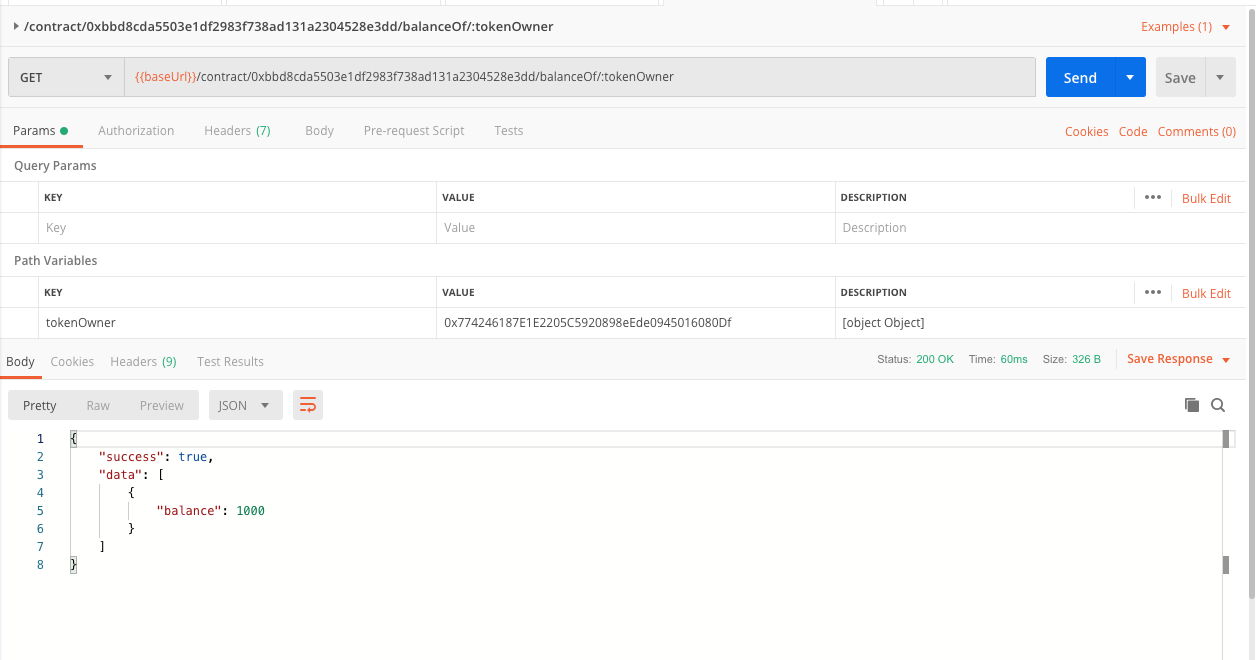 /contract/0xbbd8cda5503e1df2983f738ad131a2304528e3dd/balanceOf/:tokenOwner Examples (1)
GET {{baseUrl}}/contract/0xbbd8cda5503e1df2983f738ad131a2304528e3dd/balanceOf/:tokenOwner Send Save
Params Authorization Headers (7) Body Pre-request Script Tests Cookies Code Comments (0)
Query Params
KEY VALUE DESCRIPTION ••• Bulk Edit
Key Value Description
Path Variables
KEY VALUE DESCRIPTION ••• Bulk Edit
tokenOwner 0x774246187E1E2205C5920898eEde0945016080Df [object Object]
Body Cookies Headers (9) Test Results Status: 200 OK Time: 60ms Size: 326 B Save Response
Pretty Raw Preview JSON
1 {
2 "success": true,
3 "data": [
4 {
5 "balance": 1000
6 }
7 ]
8 }